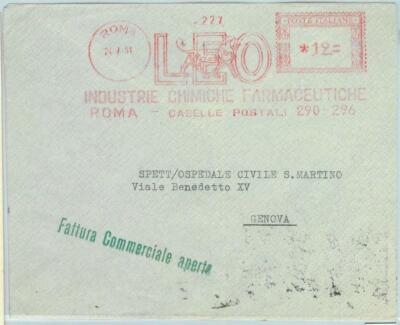 227
ROMA
POSTE ITALIANE
*12=
INDUSTRIE CHIMICHE FARMACEUTICHE
ROMA - CASELLE POSTALI 290-296
SPETT/OSPEDALE CIVILE S.MARTINO
Viale Benedetto XV
GENOVA
Fattura Commerciale aperta